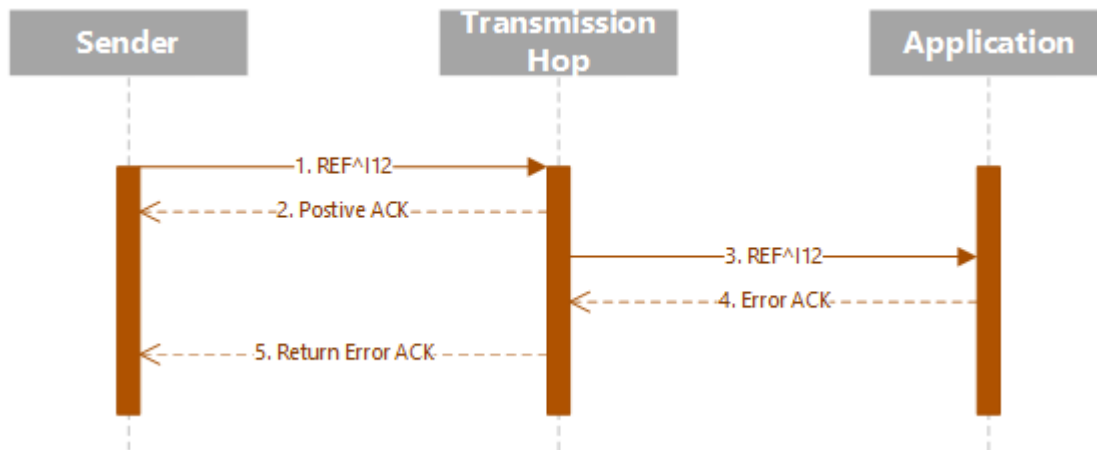 Sender
Transmission
Hop
Application
1. REF^I12
2. Postive ACK
3. REF^I12
4. Error ACK
5. Return Error ACK